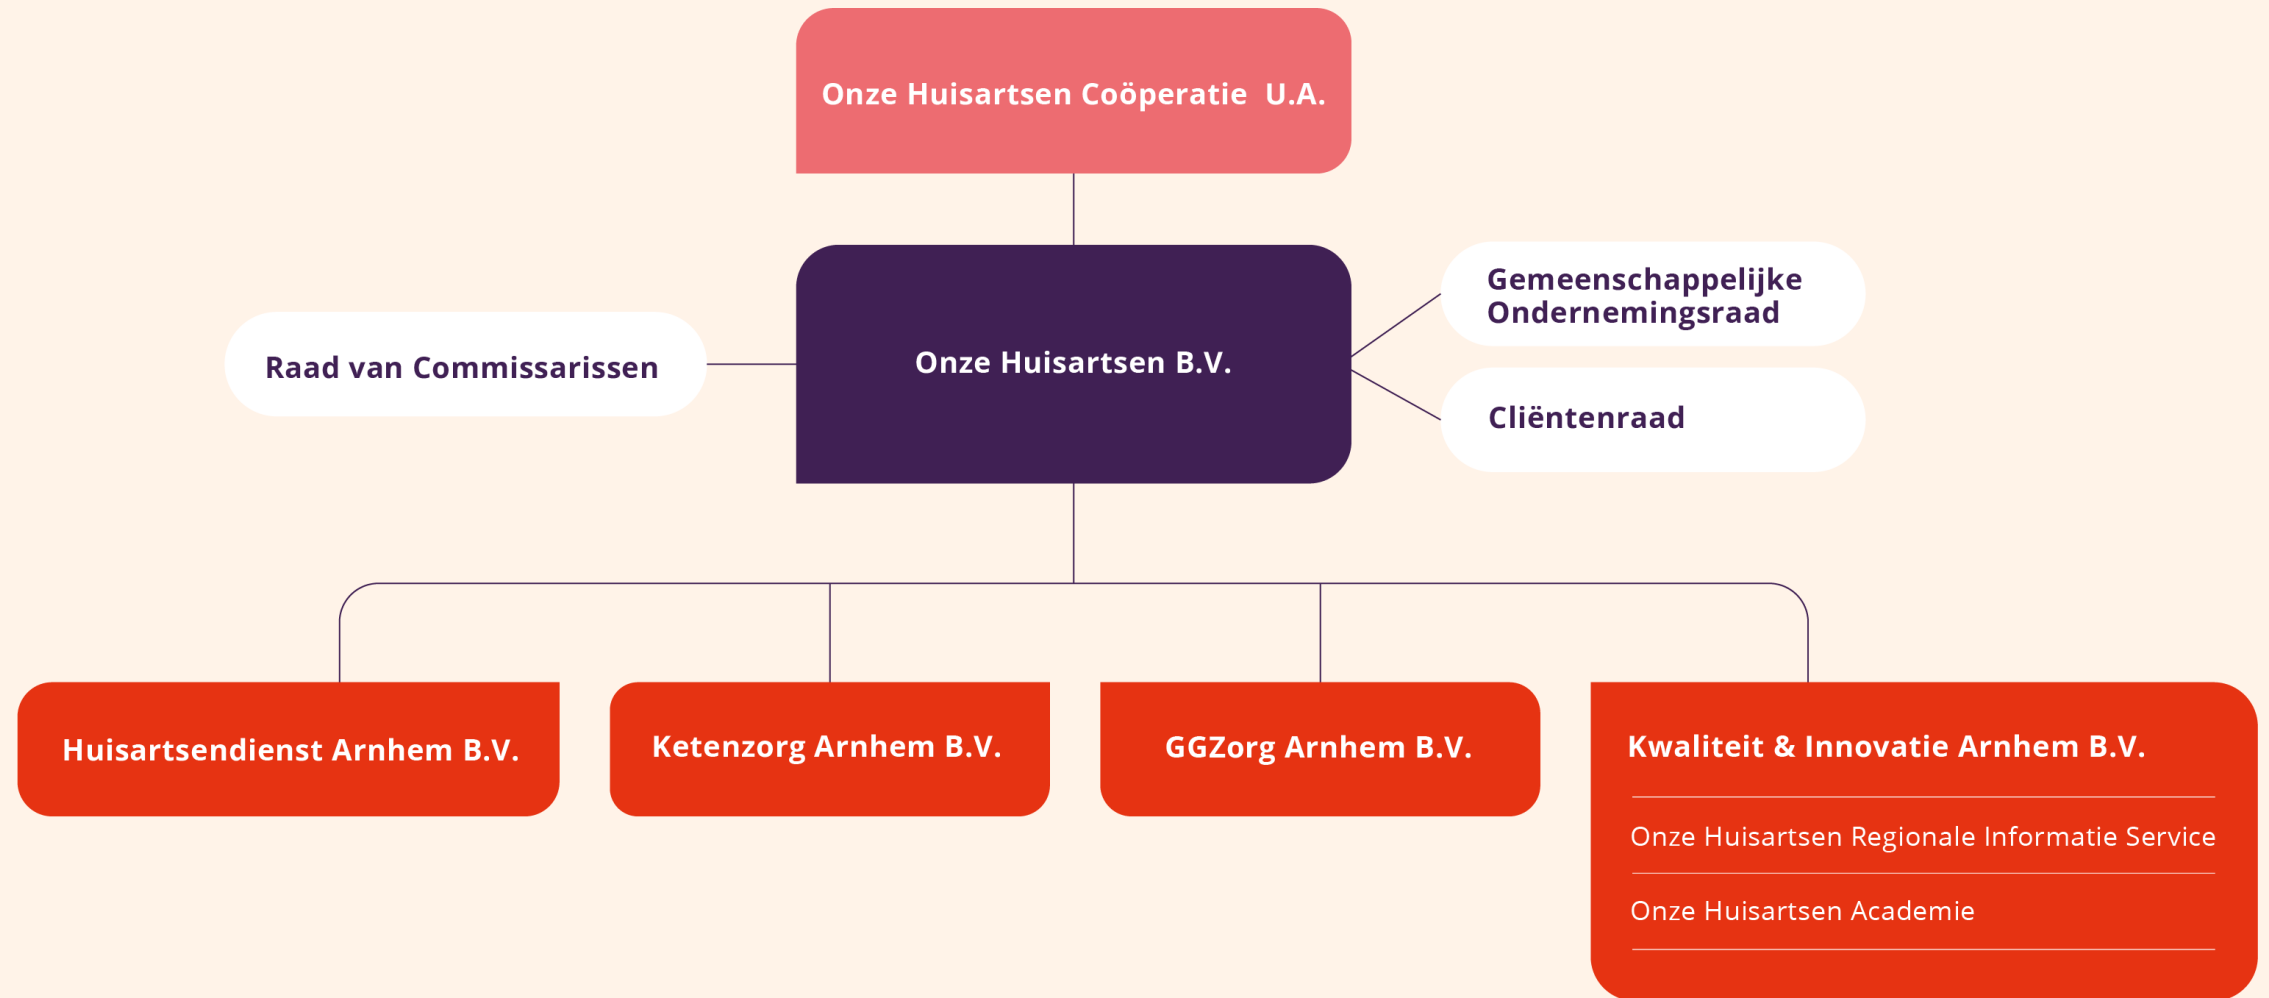 Onze Huisartsen Coöperatie U.A.
Raad van Commissarissen
Onze Huisartsen B.V.
Gemeenschappelijke
Ondernemingsraad
Cliëntenraad
Huisartsendienst Arnhem B.V.
Ketenzorg Arnhem B.V.
GGZorg Arnhem B.V.
Kwaliteit & Innovatie Arnhem B.V.
Onze Huisartsen Regionale Informatie Service
Onze Huisartsen Academie